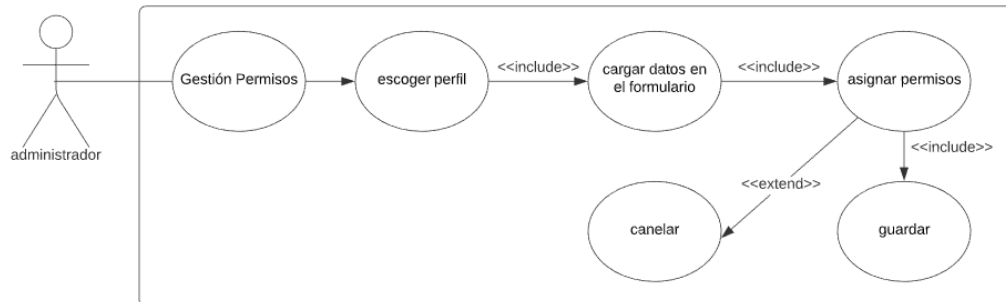 Gestión Permisos
escoger perfil
<<include>>
cargar datos en
el formulario
<<include>>
asignar permisos
administrador
<<include>>
<<extend>>
canelar
guardar